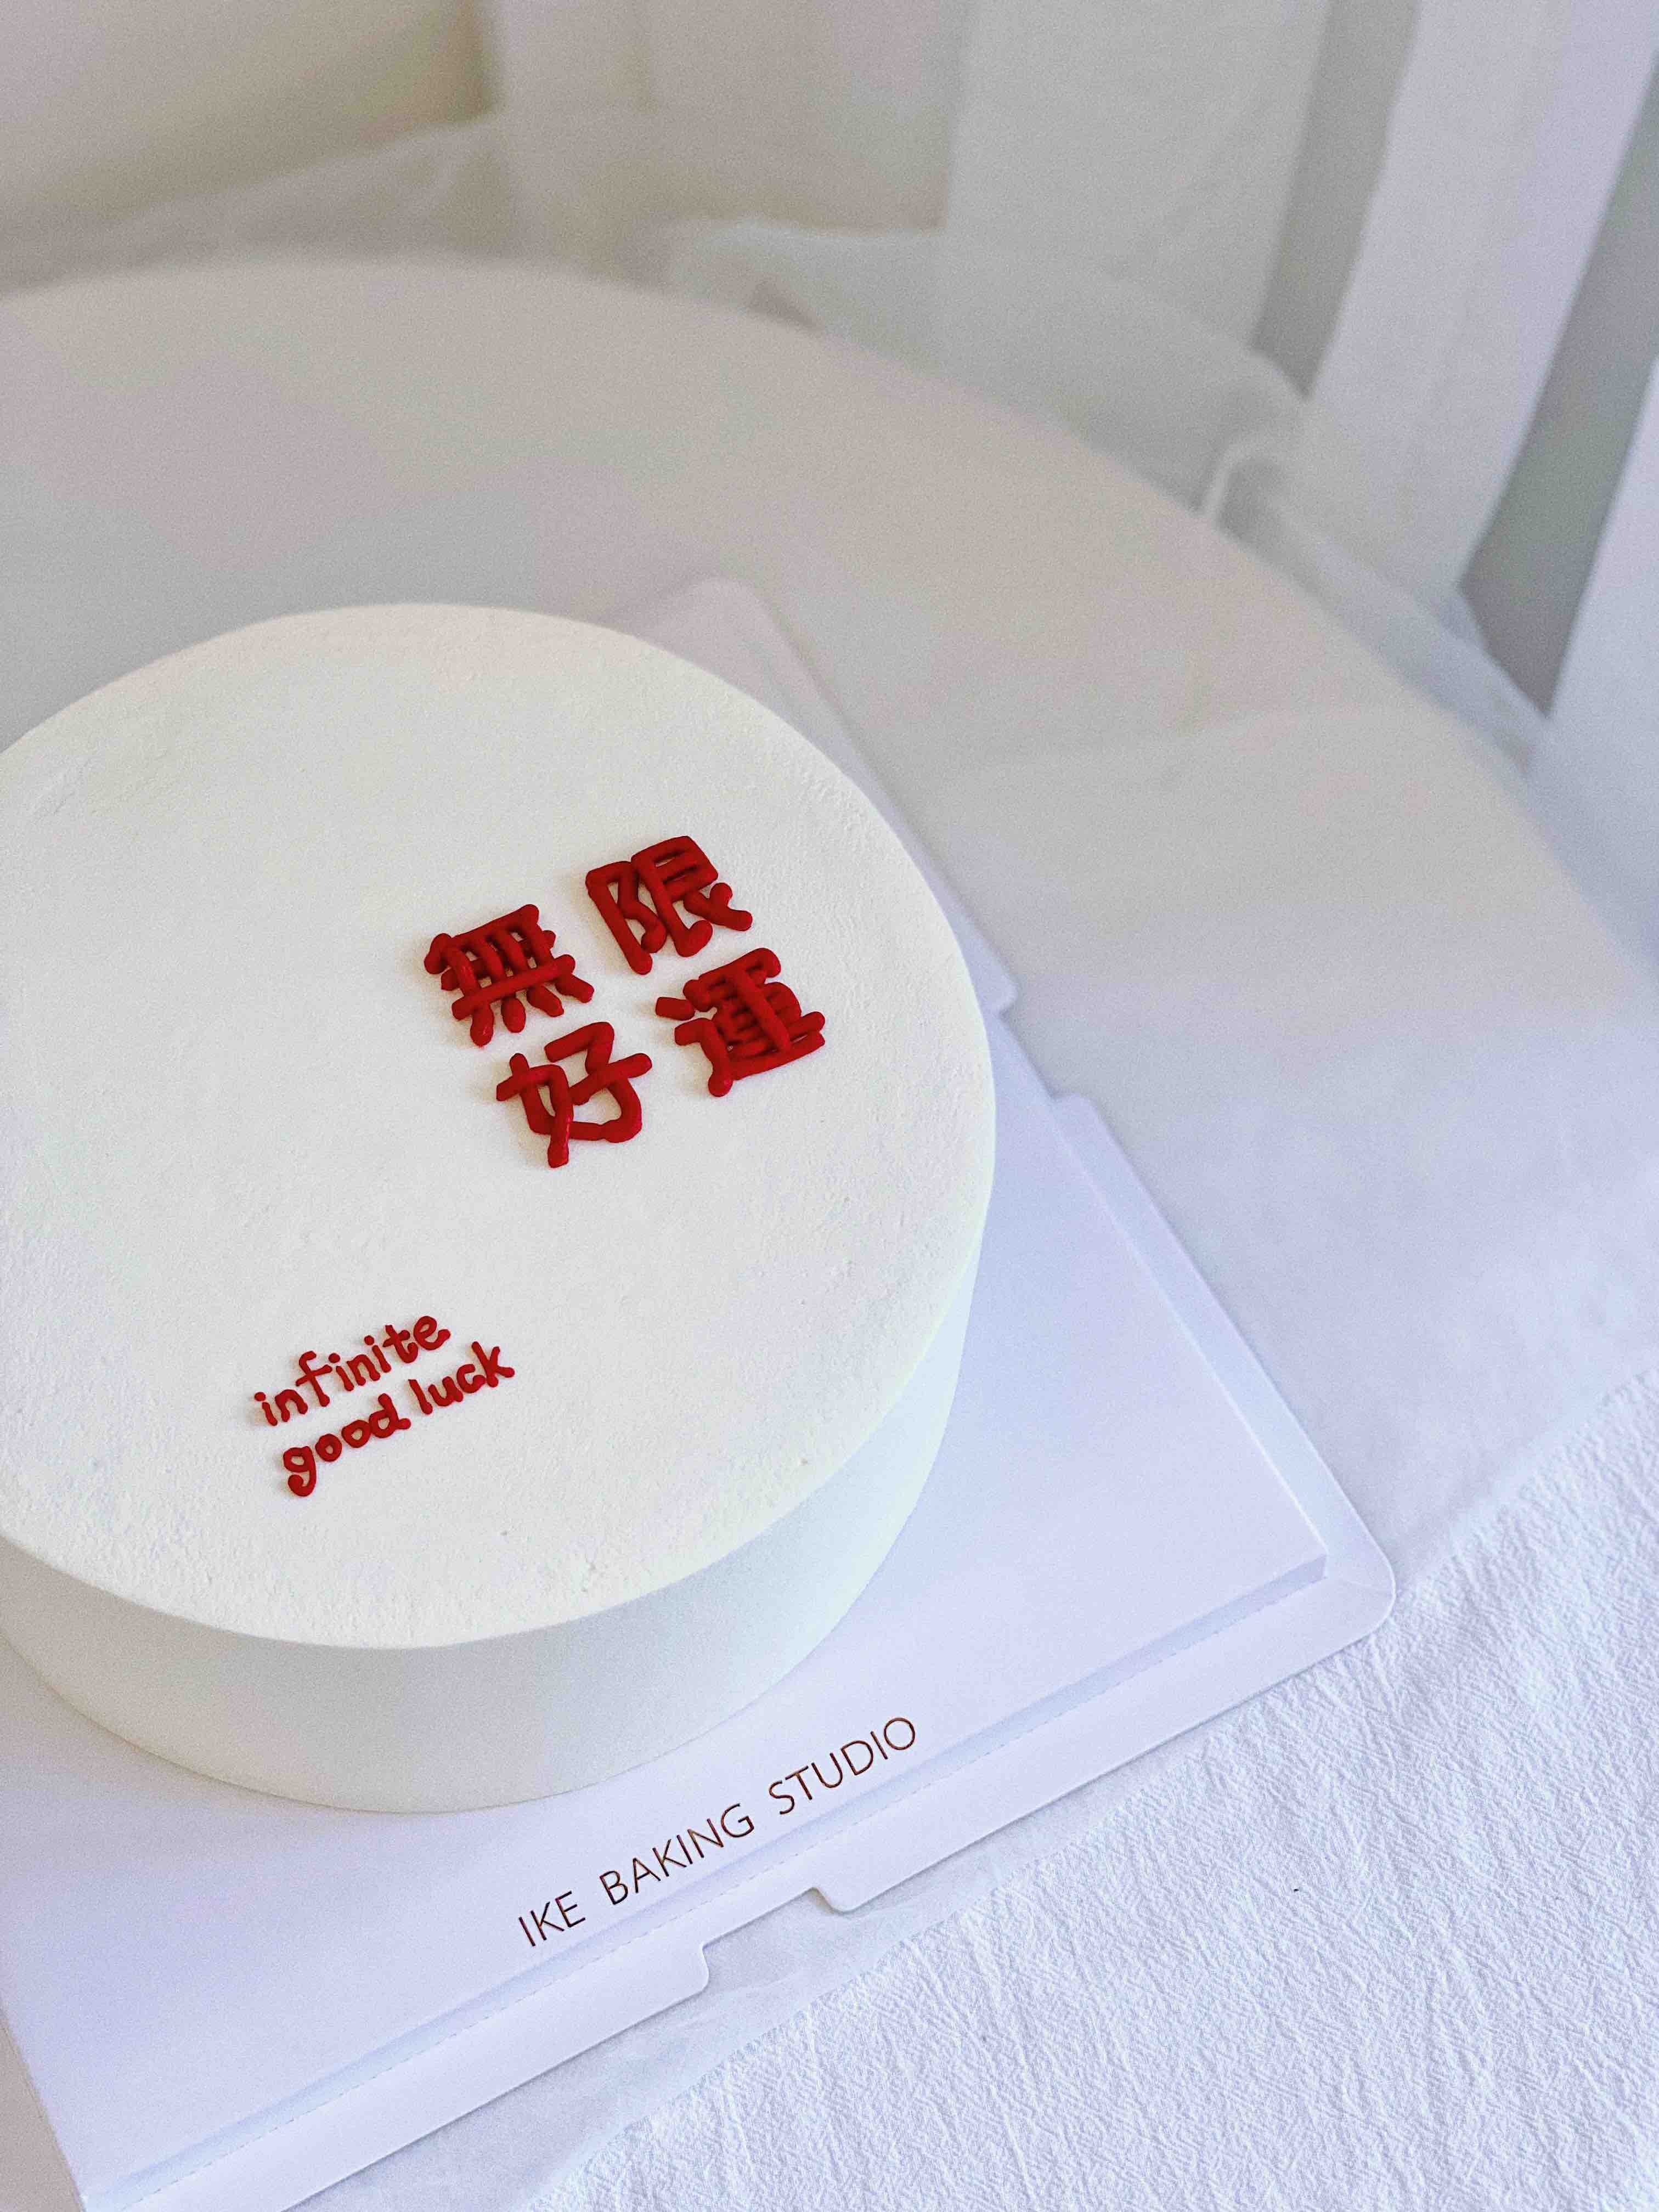 無限
好運
infinite
good luck
IKE BAKING STUDIO